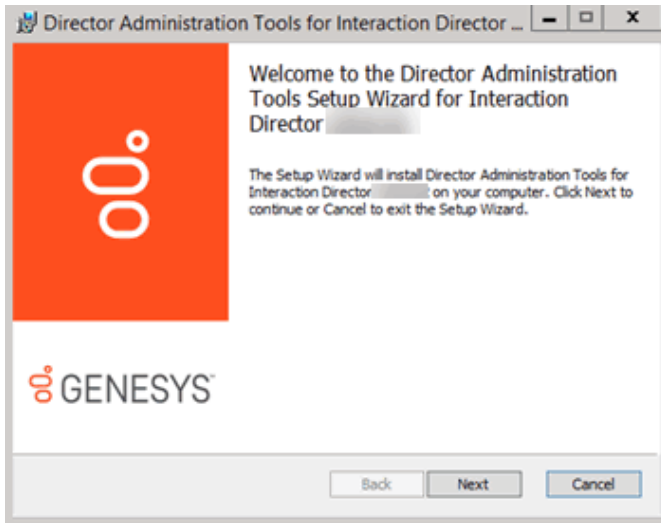 Director Administration Tools for Interaction Director ...
Welcome to the Director Administration
Tools Setup Wizard for Interaction
Director
The Setup Wizard will install Director Administration Tools for
Interaction Director on your computer. Click Next to
continue or Cancel to exit the Setup Wizard.
GENESYS™
Back Next Cancel